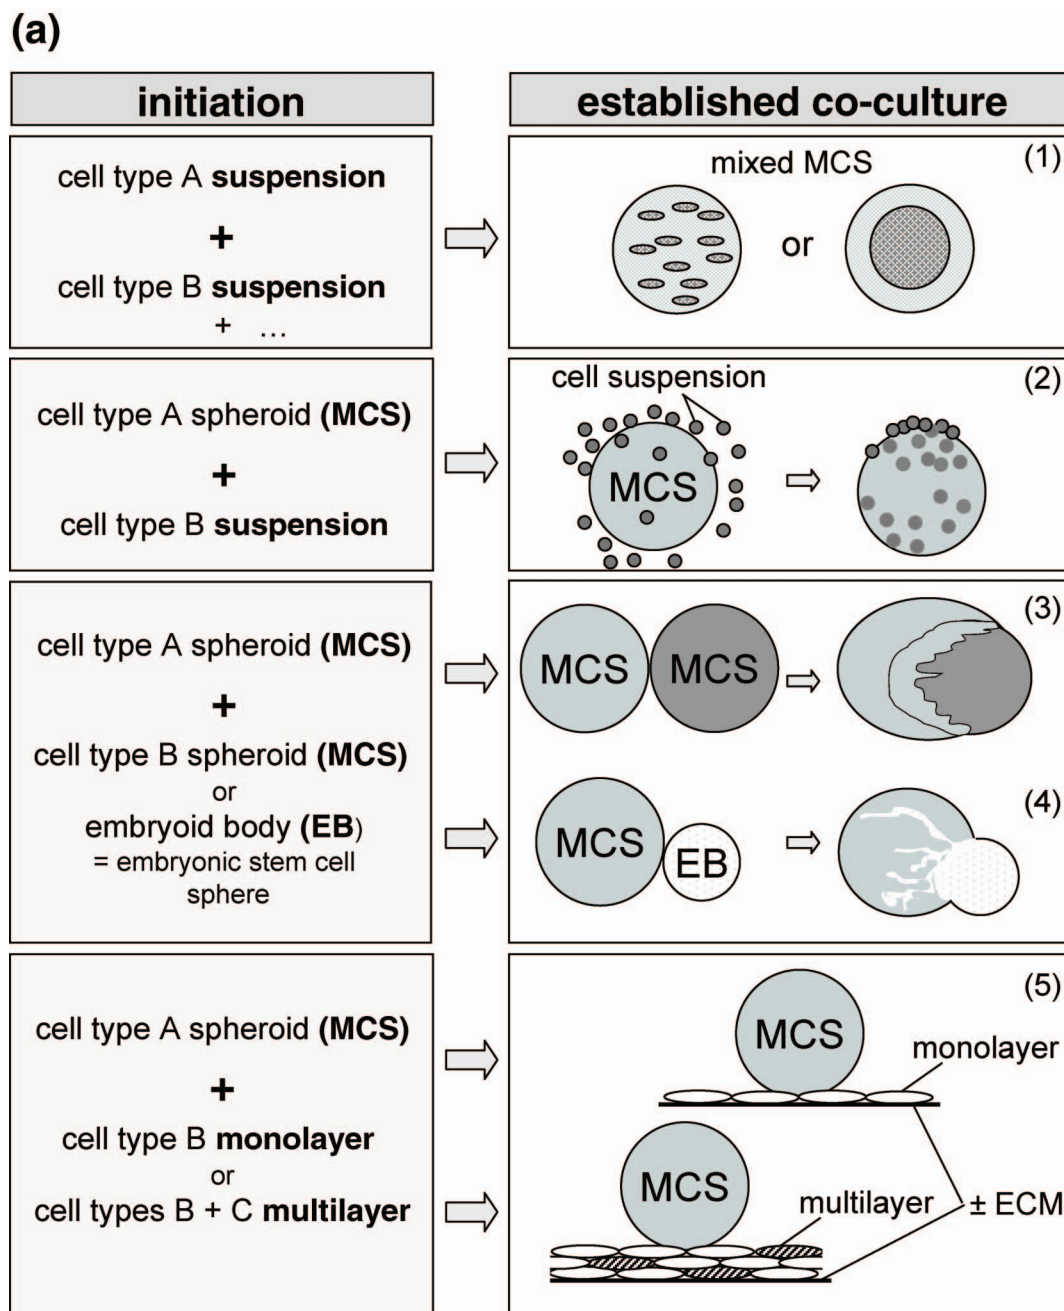 (a)
initiation
established co-culture
cell type A suspension
+
cell type B suspension
+ ...
mixed MCS
(1)
or
cell type A spheroid (MCS)
+
cell type B suspension
cell suspension
(2)
MCS
cell type A spheroid (MCS)
+
cell type B spheroid (MCS)
or
embryoid body (EB)
= embryonic stem cell
sphere
(3)
MCS
MCS
(4)
MCS
EB
cell type A spheroid (MCS)
+
cell type B monolayer
or
cell types B + C multilayer
(5)
MCS
monolayer
MCS
multilayer
± ECM